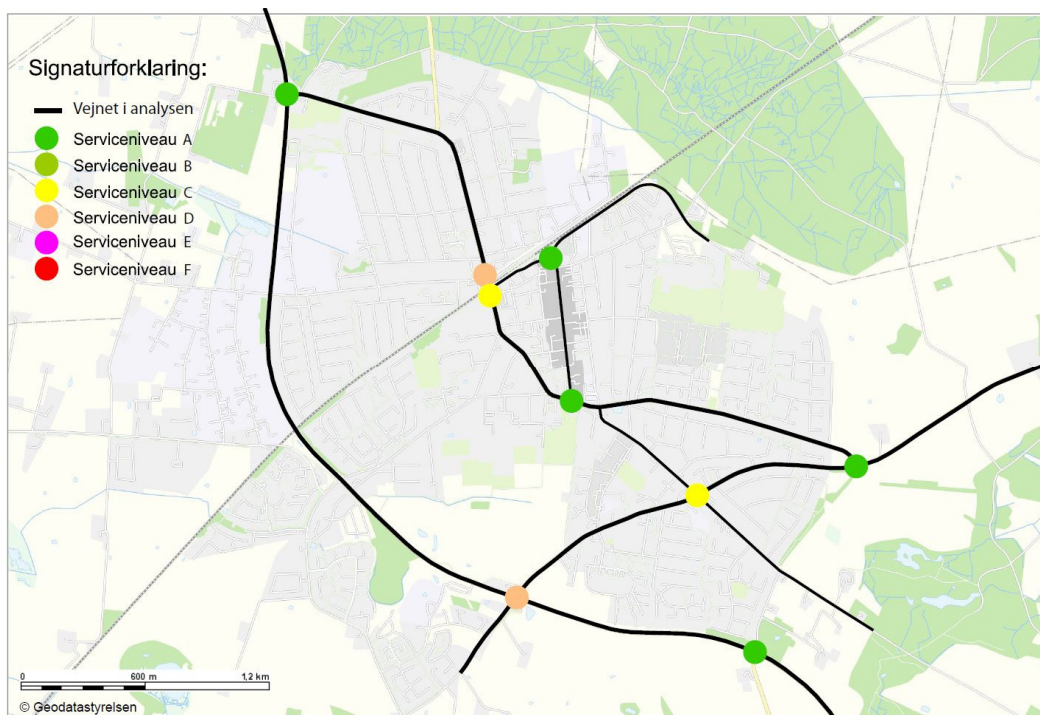 Signaturforklaring:
Vejnet i analysen
Serviceniveau A
Serviceniveau B
Serviceniveau C
Serviceniveau D
Serviceniveau E
Serviceniveau F
0 600 m 1,2 km
© Geodatastyrelsen